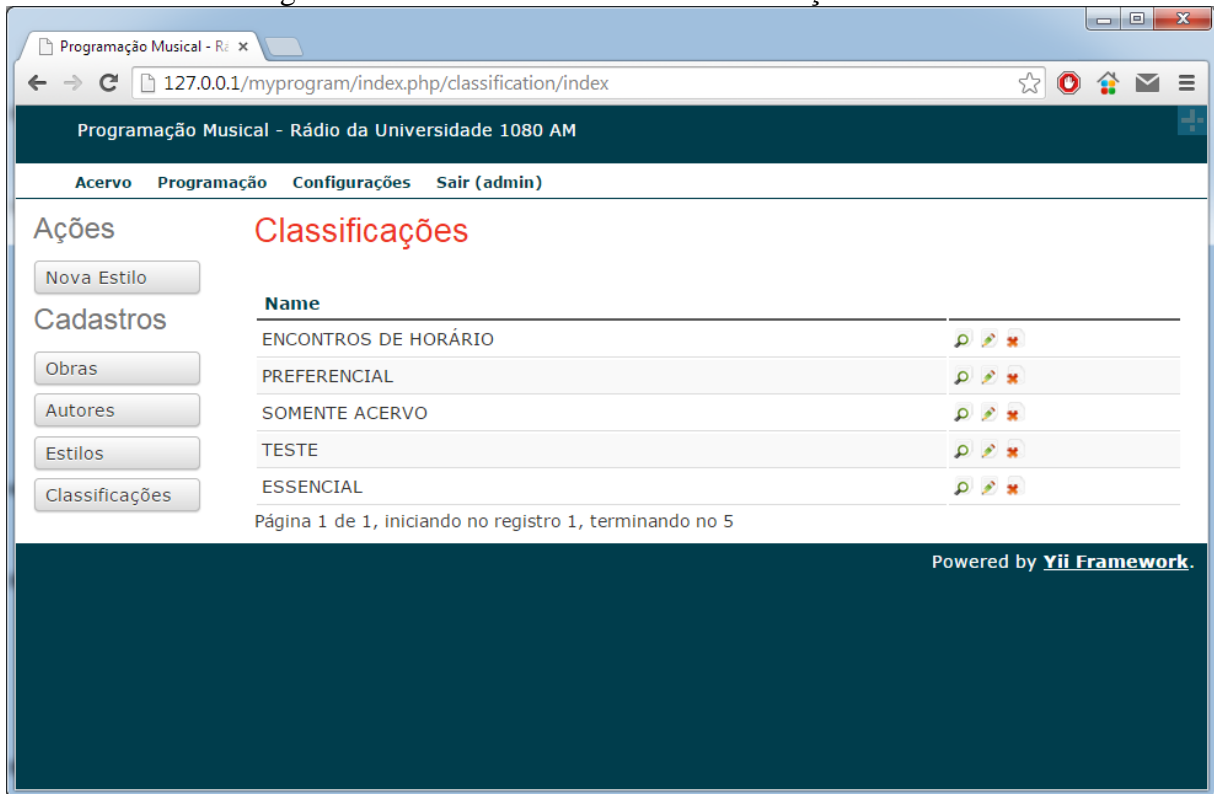 Programação Musical - Rá
127.0.0.1/myprogram/index.php/classification/index
Programação Musical - Rádio da Universidade 1080 AM
Acervo Programação Configurações Sair (admin)
Ações
Nova Estilo
Cadastros
Obras
Autores
Estilos
Classificações
Classificações
Name
ENCONTROS DE HORÁRIO
PREFERENCIAL
SOMENTE ACERVO
TESTE
ESSENCIAL
Página 1 de 1, iniciando no registro 1, terminando no 5
Powered by Yii Framework.